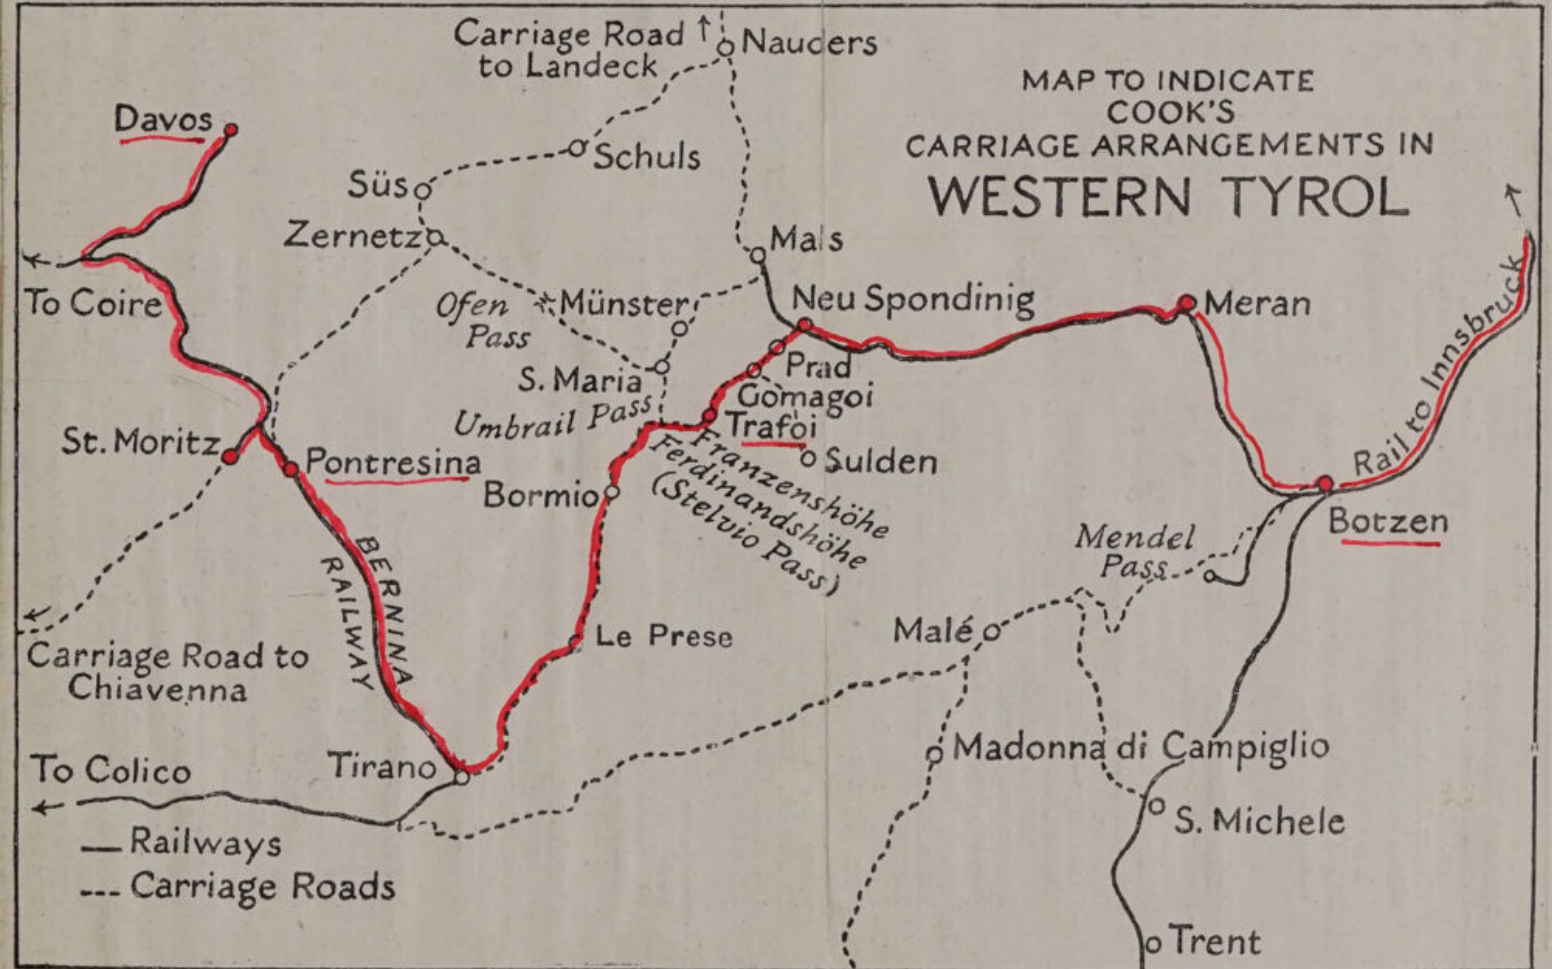 Carriage Road ↑
to Landeck
Nauders
MAP TO INDICATE
COOK'S
CARRIAGE ARRANGEMENTS IN
WESTERN TYROL
Davos
Schuls
Süs
Zernetz
Mals
To Coire
Ofen
Pass
Münster
Neu Spondinig
Meran
S. Maria
Prad
Gomagoi
Umbrail Pass
Trafoi
St. Moritz
Pontresina
Sulden
Bormio
Franzenshöhe
Ferdinandshöhe
(Stelvio Pass)
Rail to Innsbruck
Botzen
Mendel
Pass
BERNINA
RAILWAY
Le Prese
Malé
Carriage Road to
Chiavenna
Madonna di Campiglio
To Colico
Tirano
S. Michele
Railways
Carriage Roads
Trent